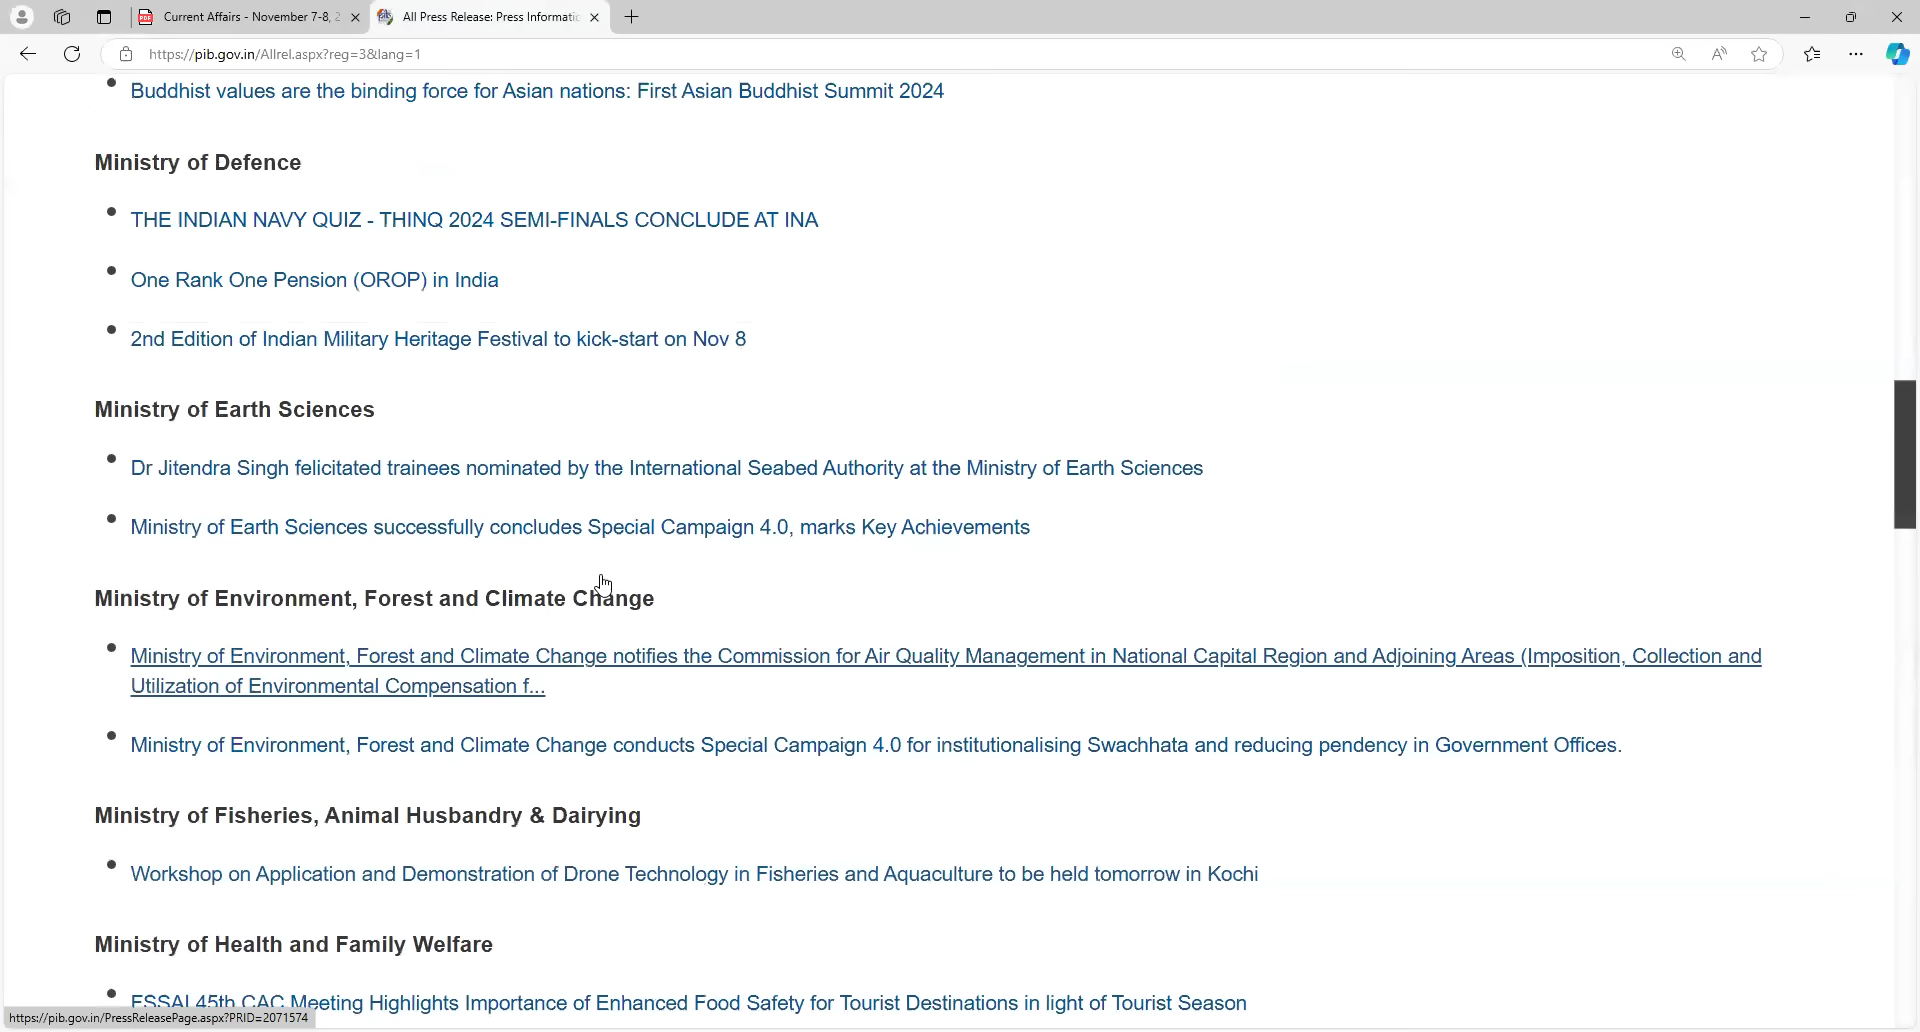 Current Affairs - November 7-8, 2
All Press Release: Press Informatic
https://pib.gov.in/Allrel.aspx?reg=3&lang=1
Buddhist values are the binding force for Asian nations: First Asian Buddhist Summit 2024
Ministry of Defence
THE INDIAN NAVY QUIZ - THINQ 2024 SEMI-FINALS CONCLUDE AT INA
One Rank One Pension (OROP) in India
2nd Edition of Indian Military Heritage Festival to kick-start on Nov 8
Ministry of Earth Sciences
Dr Jitendra Singh felicitated trainees nominated by the International Seabed Authority at the Ministry of Earth Sciences
Ministry of Earth Sciences successfully concludes Special Campaign 4.0, marks Key Achievements
Ministry of Environment, Forest and Climate Change
Ministry of Environment, Forest and Climate Change notifies the Commission for Air Quality Management in National Capital Region and Adjoining Areas (Imposition, Collection and
Utilization of Environmental Compensation f...
Ministry of Environment, Forest and Climate Change conducts Special Campaign 4.0 for institutionalising Swachhata and reducing pendency in Government Offices.
Ministry of Fisheries, Animal Husbandry & Dairying
Workshop on Application and Demonstration of Drone Technology in Fisheries and Aquaculture to be held tomorrow in Kochi
Ministry of Health and Family Welfare
FSSAI 45th CAC Meeting Highlights Importance of Enhanced Food Safety for Tourist Destinations in light of Tourist Season
https://pib.gov.in/PressReleasePage.aspx?PRID=2071574